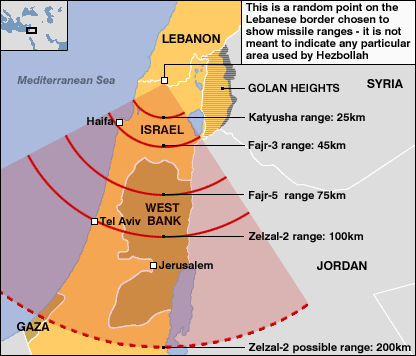 This is a random point on the
Lebanese border chosen to
show missile ranges - it is not
meant to indicate any particular
area used by Hezbollah
LEBANON
Mediterranean Sea
SYRIA
GOLAN HEIGHTS
Haifa
ISRAEL
Katyusha range: 25km
Fajr-3 range: 45km
Fajr-5 range 75km
WEST
BANK
Tel Aviv
Zelzal-2 range: 100km
Jerusalem
JORDAN
GAZA
Zelzal-2 possible range: 200km